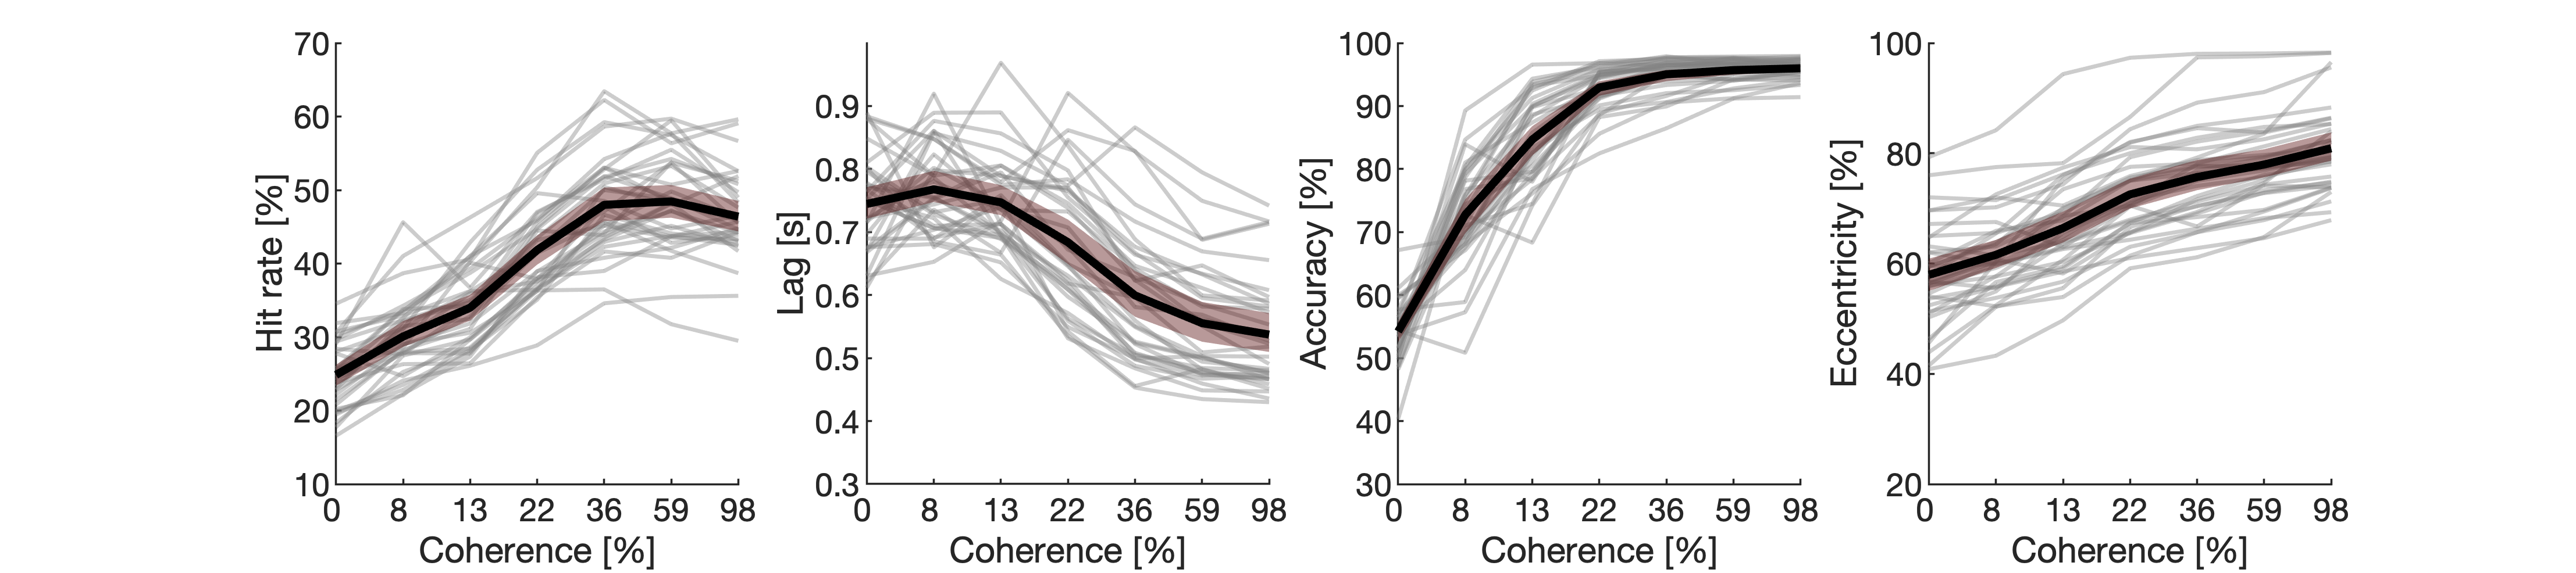 Hit rate [%]
70
60
50
40
30
20
10
0 8 13 22 36 59 98
Coherence [%]
Lag [s]
0.9
0.8
0.7
0.6
0.5
0.4
0.3
0 8 13 22 36 59 98
Coherence [%]
Accuracy [%]
100
90
80
70
60
50
40
30
0 8 13 22 36 59 98
Coherence [%]
Eccentricity [%]
100
80
60
40
20
0 8 13 22 36 59 98
Coherence [%]